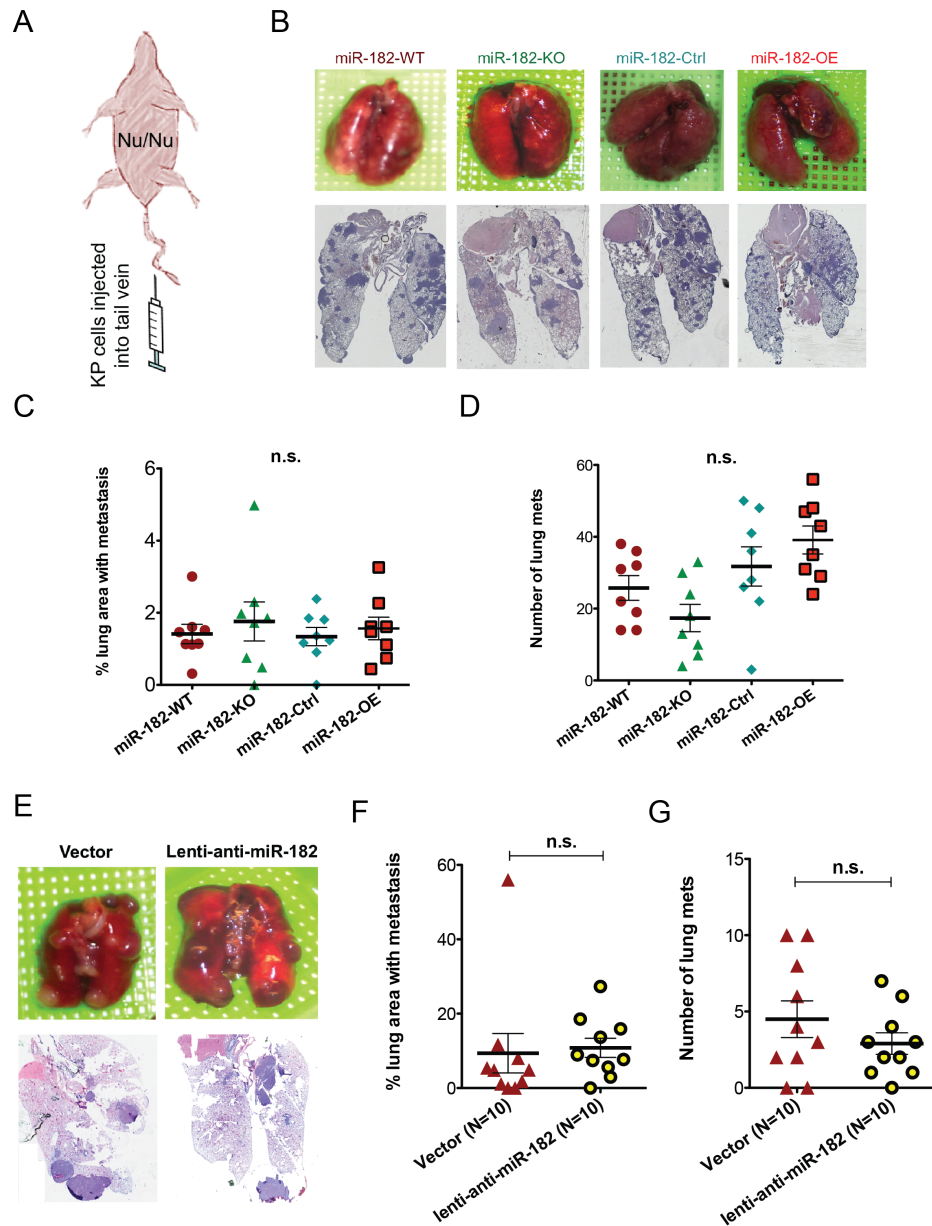 A
Nu/Nu
KP cells injected
into tail vein
B
miR-182-WT
miR-182-KO
miR-182-Ctrl
miR-182-OE
C
% lung area with metastasis
n.s.
6
4
2
0
miR-182-WT
miR-182-KO
miR-182-Ctrl
miR-182-OE
D
Number of lung mets
n.s.
60
40
20
0
miR-182-WT
miR-182-KO
miR-182-Ctrl
miR-182-OE
E
Vector
Lenti-anti-miR-182
F
% lung area with metastasis
n.s.
60
40
20
0
Vector (N=10)
lenti-anti-miR-182 (N=10)
G
Number of lung mets
n.s.
15
10
5
0
Vector (N=10)
lenti-anti-miR-182 (N=10)